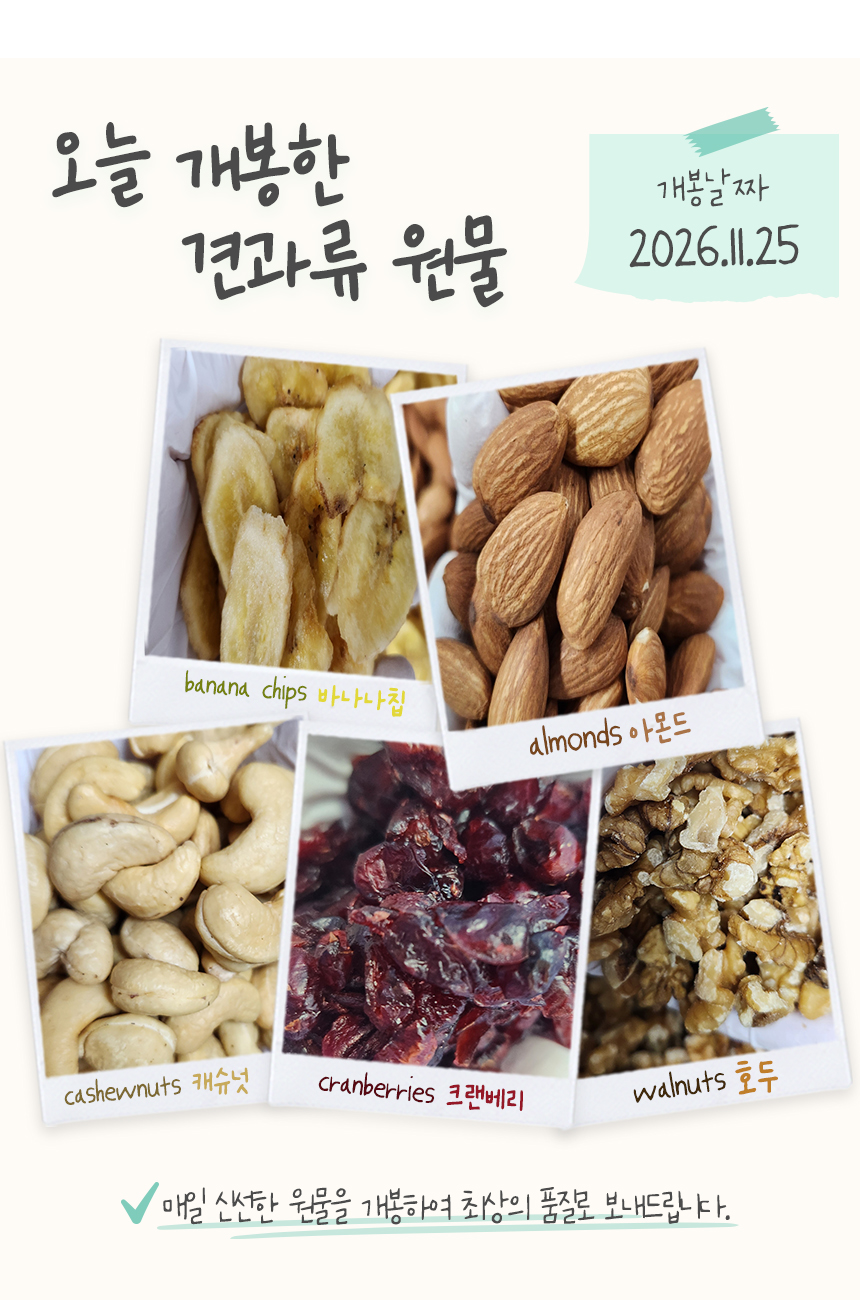 오늘 개봉한
견과류 원물
개봉날짜
2026.11.25
banana chips 바나나칩
almonds 아몬드
cashewnuts 캐슈넛
cranberries 크랜베리
walnuts 호두
매일 신선한 원물을 개봉하여 최상의 품질로 보내드립니다.